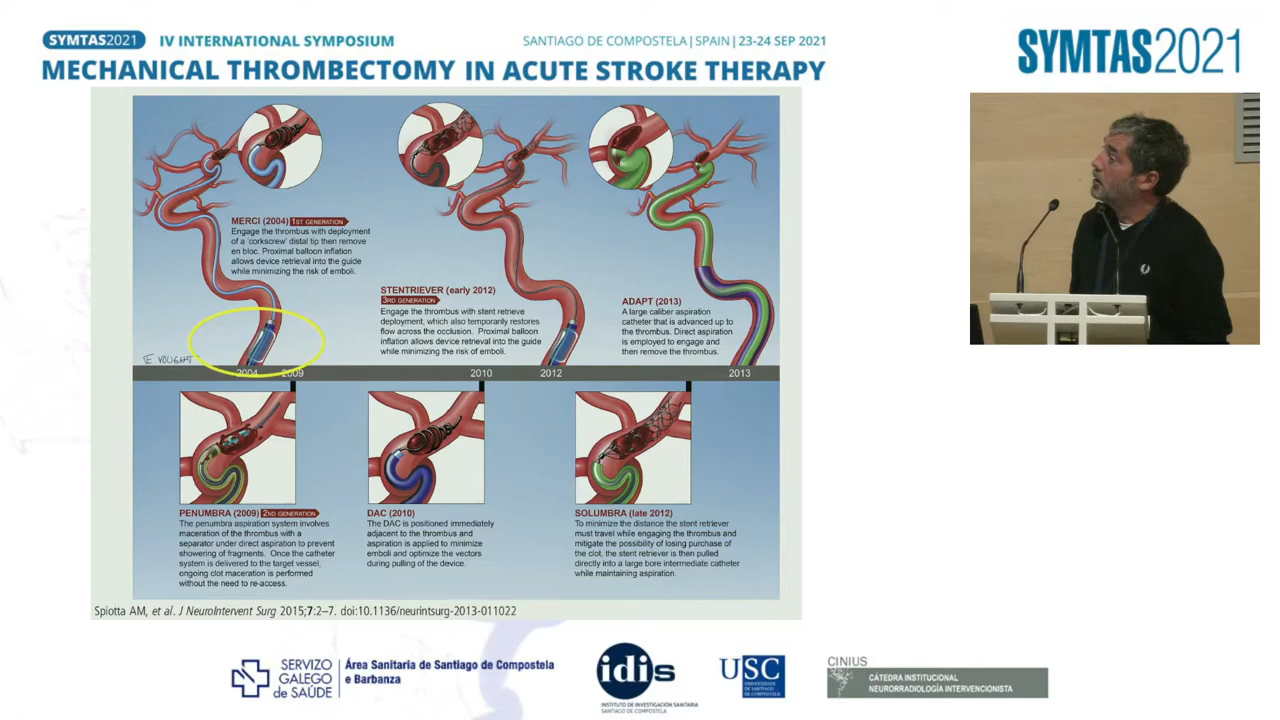 SYMTAS2021 IV INTERNATIONAL SYMPOSIUM
SANTIAGO DE COMPOSTELA | SPAIN | 23-24 SEP 2021
MECHANICAL THROMBECTOMY IN ACUTE STROKE THERAPY
SYMTAS2021
MERCI (2004) 1ST GENERATION
Engage the thrombus with deployment
of a 'corkscrew' distal tip then remove
en bloc. Proximal balloon inflation
allows device retrieval into the guide
while minimizing the risk of emboli.
STENTRIEVER (early 2012)
3RD GENERATION
Engage the thrombus with stent retrieve
deployment, which also temporarily restores
flow across the occlusion. Proximal balloon
inflation allows device retrieval into the guide
while minimizing the risk of emboli.
ADAPT (2013)
A large caliber aspiration
catheter that is advanced up to
the thrombus. Direct aspiration
is employed to engage and
then remove the thrombus.
E VOUGHT
2004 2009 2010 2012 2013
PENUMBRA (2009) 2ND GENERATION
The penumbra aspiration system involves
maceration of the thrombus with a
separator under direct aspiration to prevent
showering of fragments. Once the catheter
system is delivered to the target vessel,
ongoing clot maceration is performed
without the need to re-access.
DAC (2010)
The DAC is positioned immediately
adjacent to the thrombus and
aspiration is applied to minimize
emboli and optimize the vectors
during pulling of the device.
SOLUMBRA (late 2012)
To minimize the distance the stent retriever
must travel while engaging the thrombus and
mitigate the possibility of losing purchase of
the clot, the stent retriever is then pulled
directly into a large bore intermediate catheter
while maintaining aspiration.
Spiotta AM, et al. J NeuroIntervent Surg 2015;7:2–7. doi:10.1136/neurintsurg-2013-011022
SERVIZO
GALEGO
de SAÚDE
Área Sanitaria de Santiago de Compostela
e Barbanza
idis
INSTITUTO DE INVESTIGACIÓN SANITARIA
SANTIAGO DE COMPOSTELA
USC
UNIVERSIDADE
DE SANTIAGO
DE COMPOSTELA
CINIUS
CÁTEDRA INSTITUCIONAL
NEURORRADIOLOGÍA INTERVENCIONISTA